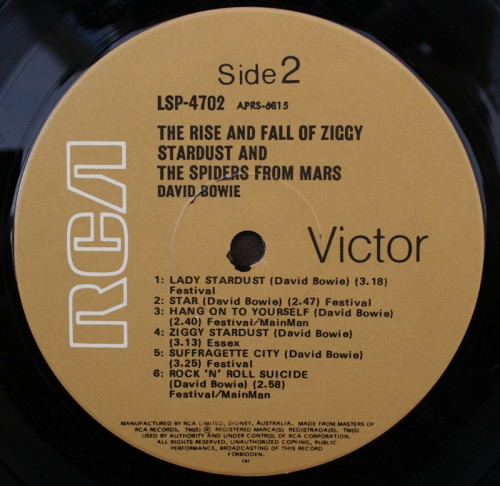 Side 2
LSP-4702 APRS-5615
THE RISE AND FALL OF ZIGGY
STARDUST AND
THE SPIDERS FROM MARS
DAVID BOWIE
RCA
Victor
1: LADY STARDUST (David Bowie) (3.18)
Festival
2: STAR (David Bowie) (2.47) Festival
3: HANG ON TO YOURSELF (David Bowie)
(2.40) Festival/MainMan
4: ZIGGY STARDUST (David Bowie)
(3.13) Essex
5: SUFFRAGETTE CITY (David Bowie)
(3.25) Festival
6: ROCK 'N' ROLL SUICIDE
(David Bowie) (2.58)
Festival/MainMan
MANUFACTURED BY RCA LIMITED, SYDNEY, AUSTRALIA. MADE FROM MASTERS OF
RCA RECORDS. TM(S) ® REGISTERED MARCA(S) REGISTRADA(S). TM(S)
USED BY AUTHORITY AND UNDER CONTROL OF RCA CORPORATION.
ALL RIGHTS RESERVED, UNAUTHORIZED COPYING, PUBLIC
PERFORMANCE, BROADCASTING OF THIS RECORD
FORBIDDEN.